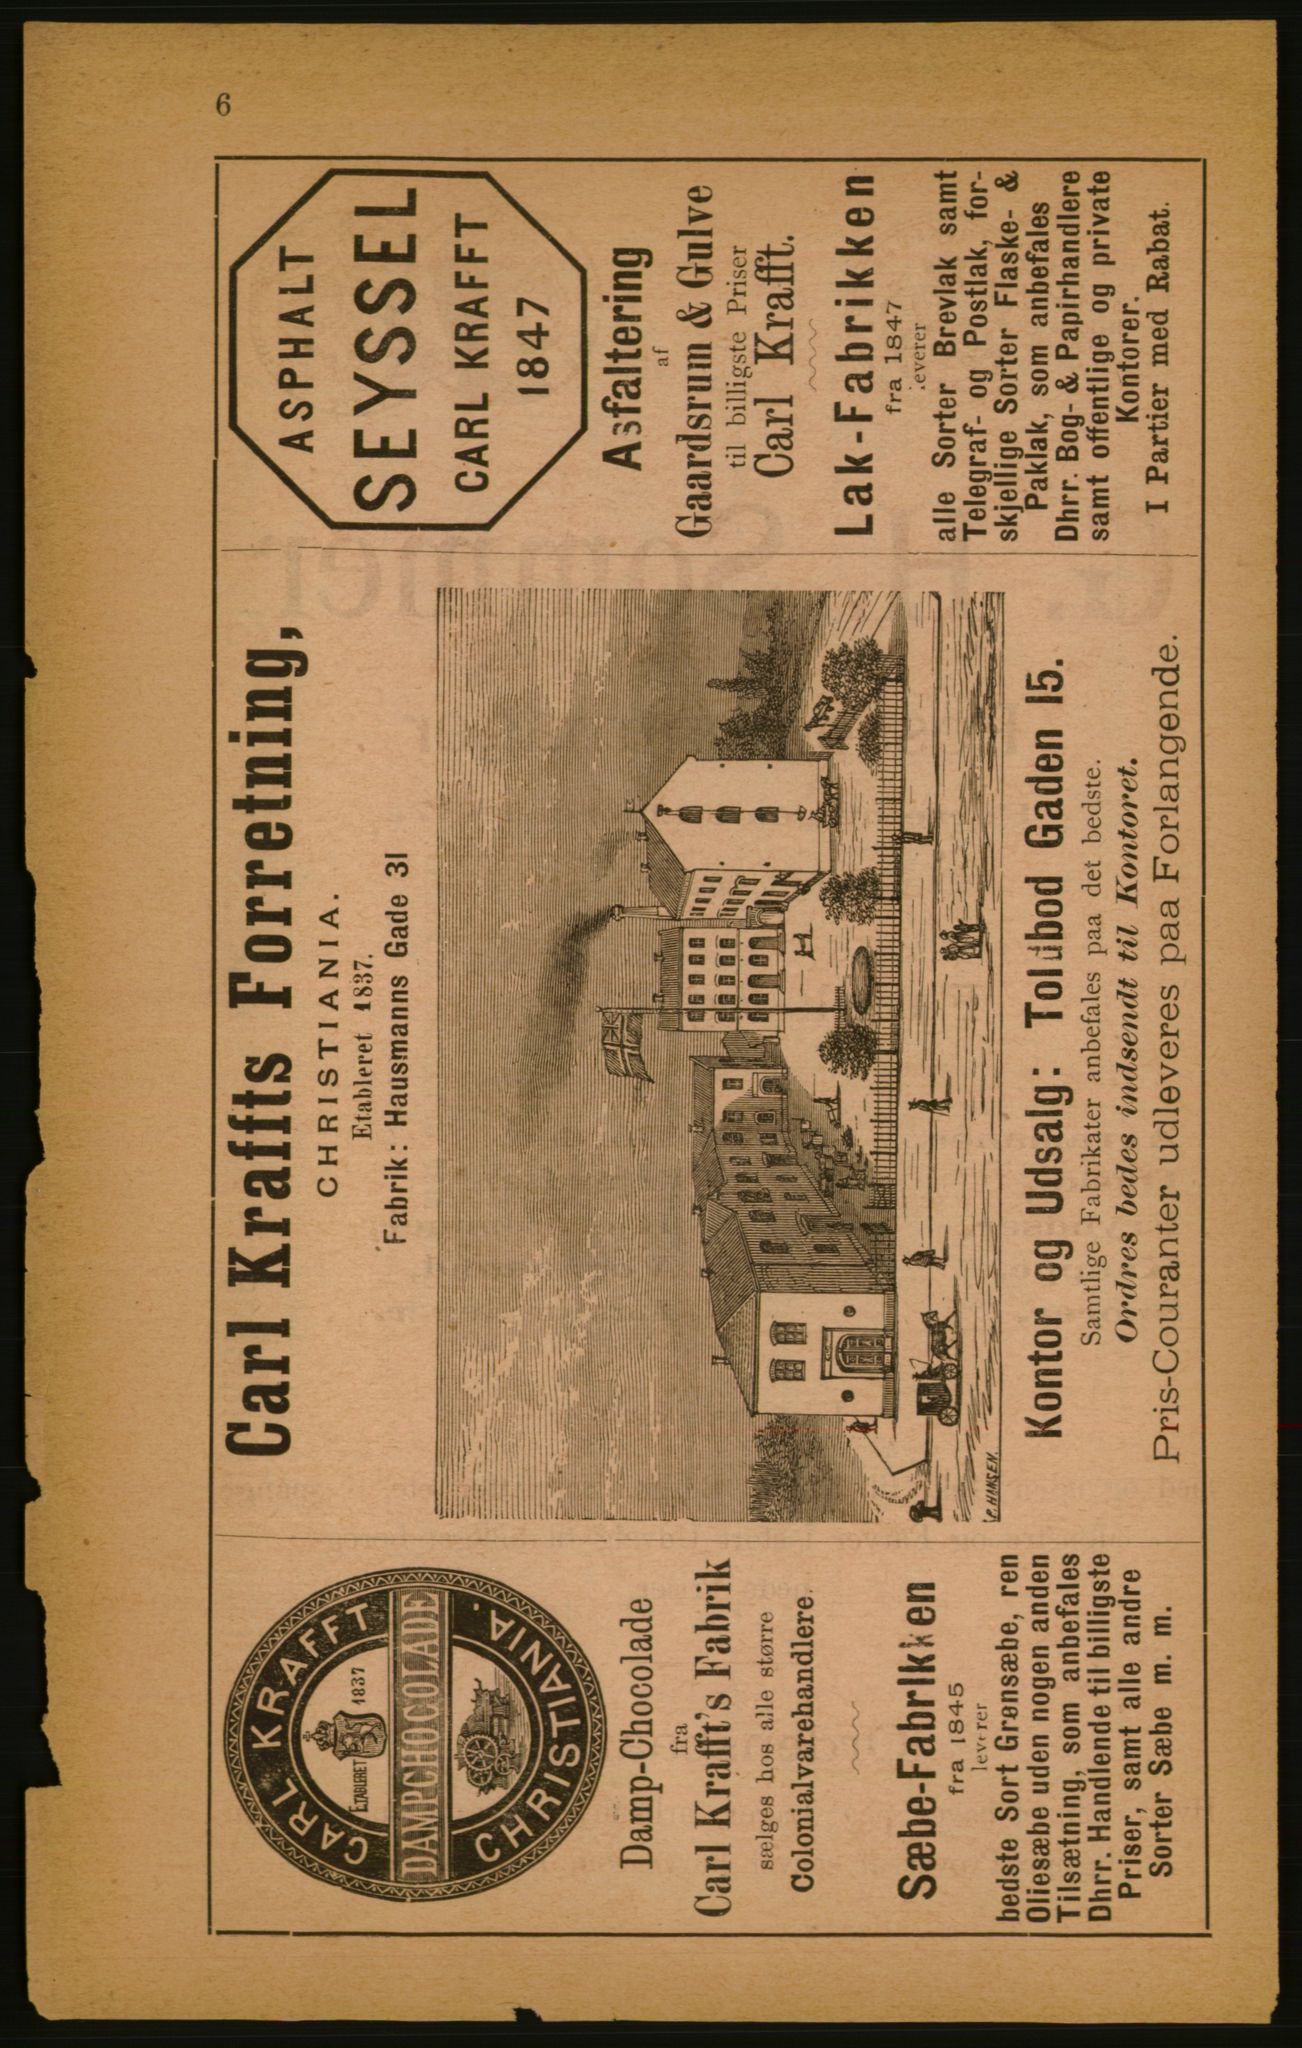 6
CARL KRAFFT
ETABLERET 1837
DAMPCHOCOLADE
CHRISTIANIA.
Damp-Chocolade
fra
Carl Krafft's Fabrik
sælges hos alle større
Colonialvarehandlere
Sæbe-Fabrikken
fra 1845
leverer
bedste Sort Grønsæbe, ren
Oliesæbe uden nogen anden
Tilsætning, som anbefales
Dhrr. Handlende til billigste
Priser, samt alle andre
Sorter Sæbe m. m.
Carl Kraffts Forretning,
CHRISTIANIA.
Etableret 1837.
Fabrik: Hausmanns Gade 31
C. HANSEN.
Kontor og Udsalg: Toldbod Gaden 15.
Samtlige Fabrikater anbefales paa det bedste.
Ordres bedes indsendt til Kontoret.
Pris-Couranter udleveres paa Forlangende.
ASPHALT
SEYSSEL
CARL KRAFFT
1847
Asfaltering
af
Gaardsrum & Gulve
til billigste Priser
Carl Krafft.
Lak-Fabrikken
fra 1847
leverer
alle Sorter Brevlak samt
Telegraf- og Postlak, for-
skjellige Sorter Flaske- &
Paklak, som anbefales
Dhrr. Bog- & Papirhandlere
samt offentlige og private
Kontorer.
I Partier med Rabat.